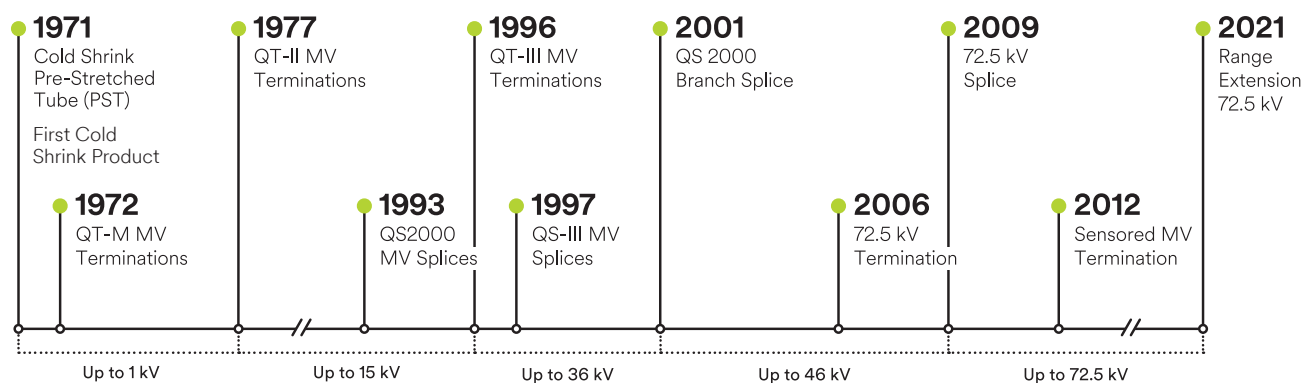 1971
Cold Shrink
Pre-Stretched
Tube (PST)
First Cold
Shrink Product
1972
QT-M MV
Terminations
1977
QT-II MV
Terminations
1993
QS2000
MV Splices
1996
QT-III MV
Terminations
1997
QS-III MV
Splices
2001
QS 2000
Branch Splice
2006
72.5 kV
Termination
2009
72.5 kV
Splice
2012
Sensored MV
Termination
2021
Range
Extension
72.5 kV
Up to 1 kV
Up to 15 kV
Up to 36 kV
Up to 46 kV
Up to 72.5 kV